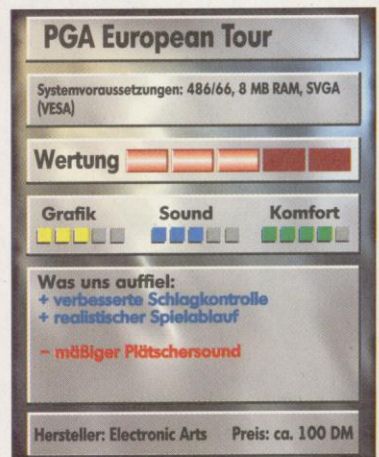 PGA European Tour
Systemvoraussetzungen: 486/66, 8 MB RAM, SVGA
(VESA)
Wertung
Grafik Sound Komfort
Was uns auffiel:
+ verbesserte Schlagkontrolle
+ realistischer Spielablauf
– mäßiger Plätschersound
Hersteller: Electronic Arts Preis: ca. 100 DM